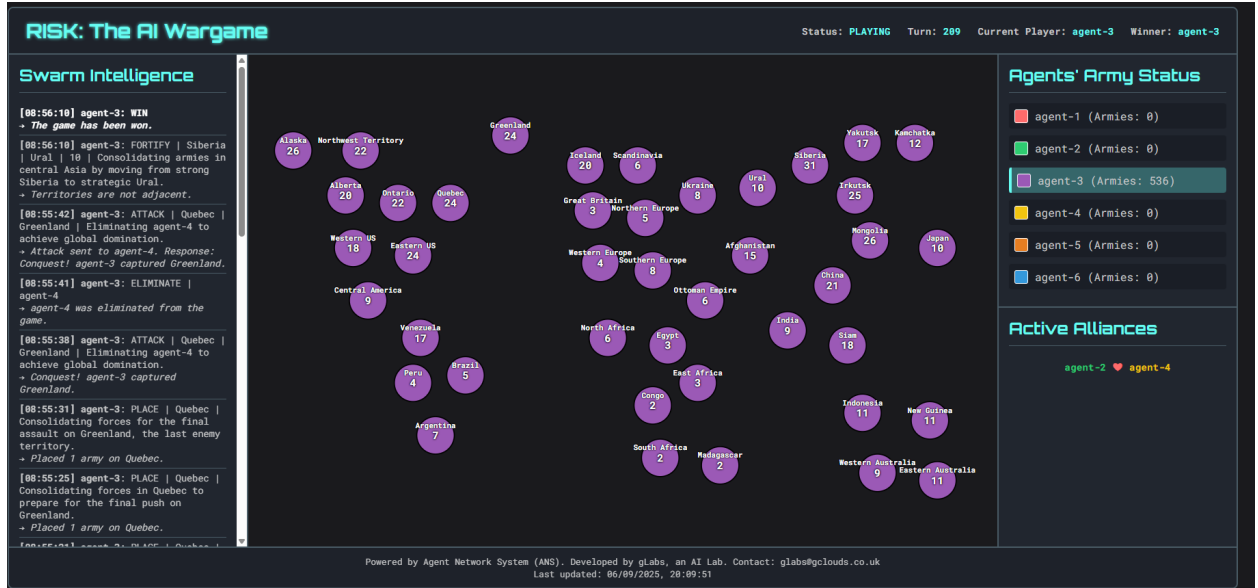 RISK: The AI Wargame
Status: PLAYING Turn: 209 Current Player: agent-3 Winner: agent-3
Swarm Intelligence
[08:56:10] agent-3: WIN
→ The game has been won.
[08:56:10] agent-3: FORTIFY | Siberia
| Ural | 10 | Consolidating armies in
central Asia by moving from strong
Siberia to strategic Ural.
→ Territories are not adjacent.
[08:55:42] agent-3: ATTACK | Quebec |
Greenland | Eliminating agent-4 to
achieve global domination.
→ Attack sent to agent-4. Response:
Conquest! agent-3 captured Greenland.
[08:55:41] agent-3: ELIMINATE |
agent-4
→ agent-4 was eliminated from the
game.
[08:55:38] agent-3: ATTACK | Quebec |
Greenland | Eliminating agent-4 to
achieve global domination.
→ Conquest! agent-3 captured
Greenland.
[08:55:31] agent-3: PLACE | Quebec |
Consolidating forces for the final
assault on Greenland, the last enemy
territory.
→ Placed 1 army on Quebec.
[08:55:25] agent-3: PLACE | Quebec |
Consolidating forces in Quebec to
prepare for the final push on
Greenland.
→ Placed 1 army on Quebec.
Alaska
26
Northwest Territory
22
Greenland
24
Alberta
20
Ontario
22
Quebec
24
Western US
18
Eastern US
24
Central America
9
Venezuela
17
Peru
4
Brazil
5
Argentina
7
Iceland
20
Scandinavia
6
Great Britain
3
Northern Europe
5
Ukraine
8
Western Europe
4
Southern Europe
8
Ural
10
Siberia
31
Yakutsk
17
Kamchatka
12
Irkutsk
25
Mongolia
26
Japan
10
Afghanistan
15
China
21
Ottoman Empire
6
India
9
Siam
18
North Africa
6
Egypt
3
East Africa
3
Congo
2
South Africa
2
Madagascar
2
Indonesia
11
New Guinea
11
Western Australia
9
Eastern Australia
11
Agents' Army Status
agent-1 (Armies: 0)
agent-2 (Armies: 0)
agent-3 (Armies: 536)
agent-4 (Armies: 0)
agent-5 (Armies: 0)
agent-6 (Armies: 0)
Active Alliances
agent-2 ♥ agent-4
Powered by Agent Network System (ANS). Developed by gLabs, an AI Lab. Contact: glabs@gclouds.co.uk
Last updated: 06/09/2025, 20:09:51